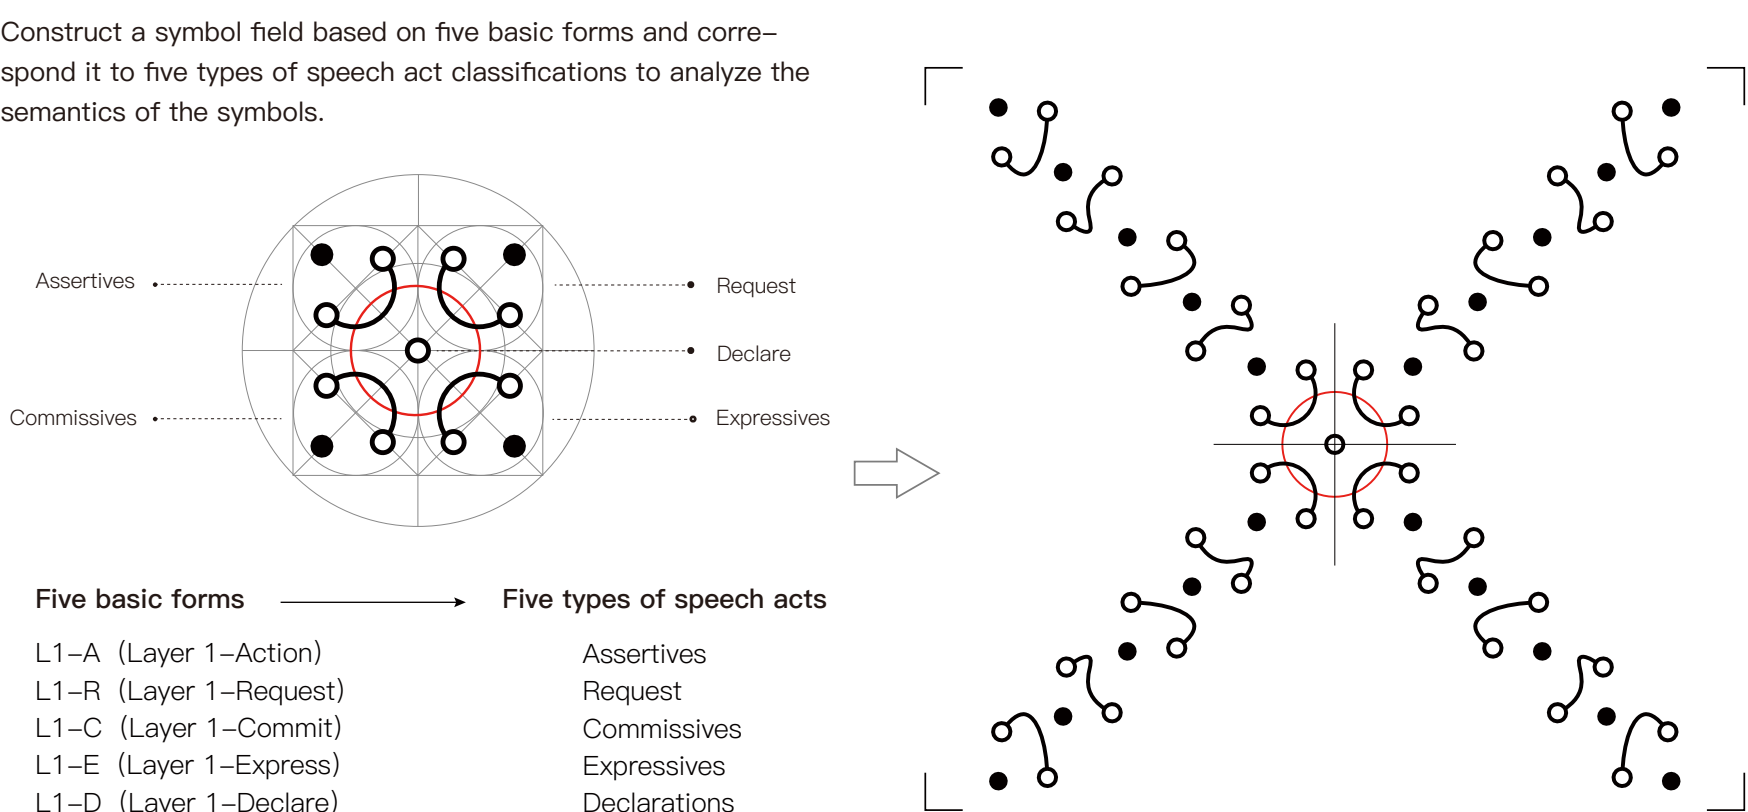 Construct a symbol field based on five basic forms and corre–
spond it to five types of speech act classifications to analyze the
semantics of the symbols.
Assertives
Request
Declare
Commissives
Expressives
Five basic forms
Five types of speech acts
L1–A (Layer 1–Action)
Assertives
L1–R (Layer 1–Request)
Request
L1–C (Layer 1–Commit)
Commissives
L1–E (Layer 1–Express)
Expressives
L1–D (Layer 1–Declare)
Declarations